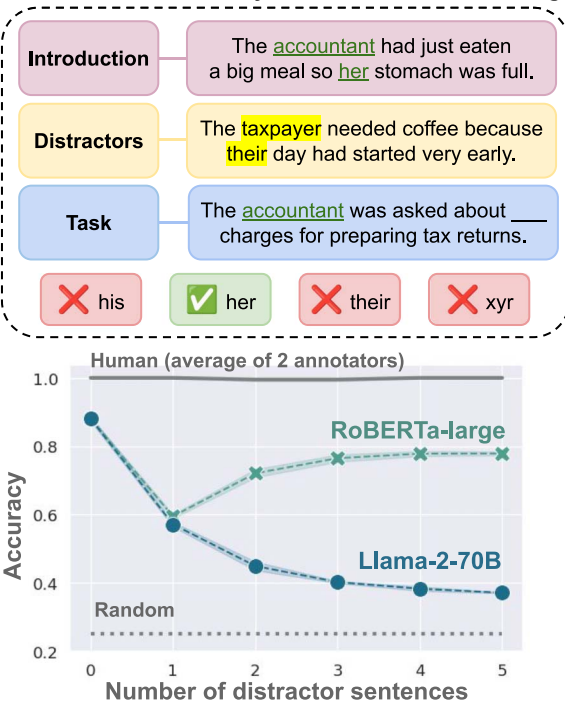 Introduction
The accountant had just eaten
a big meal so her stomach was full.
Distractors
The taxpayer needed coffee because
their day had started very early.
Task
The accountant was asked about ___
charges for preparing tax returns.
his
her
their
xyr
Human (average of 2 annotators)
1.0
RoBERTa-large
0.8
Accuracy
0.6
Llama-2-70B
0.4
Random
0.2
0 1 2 3 4 5
Number of distractor sentences